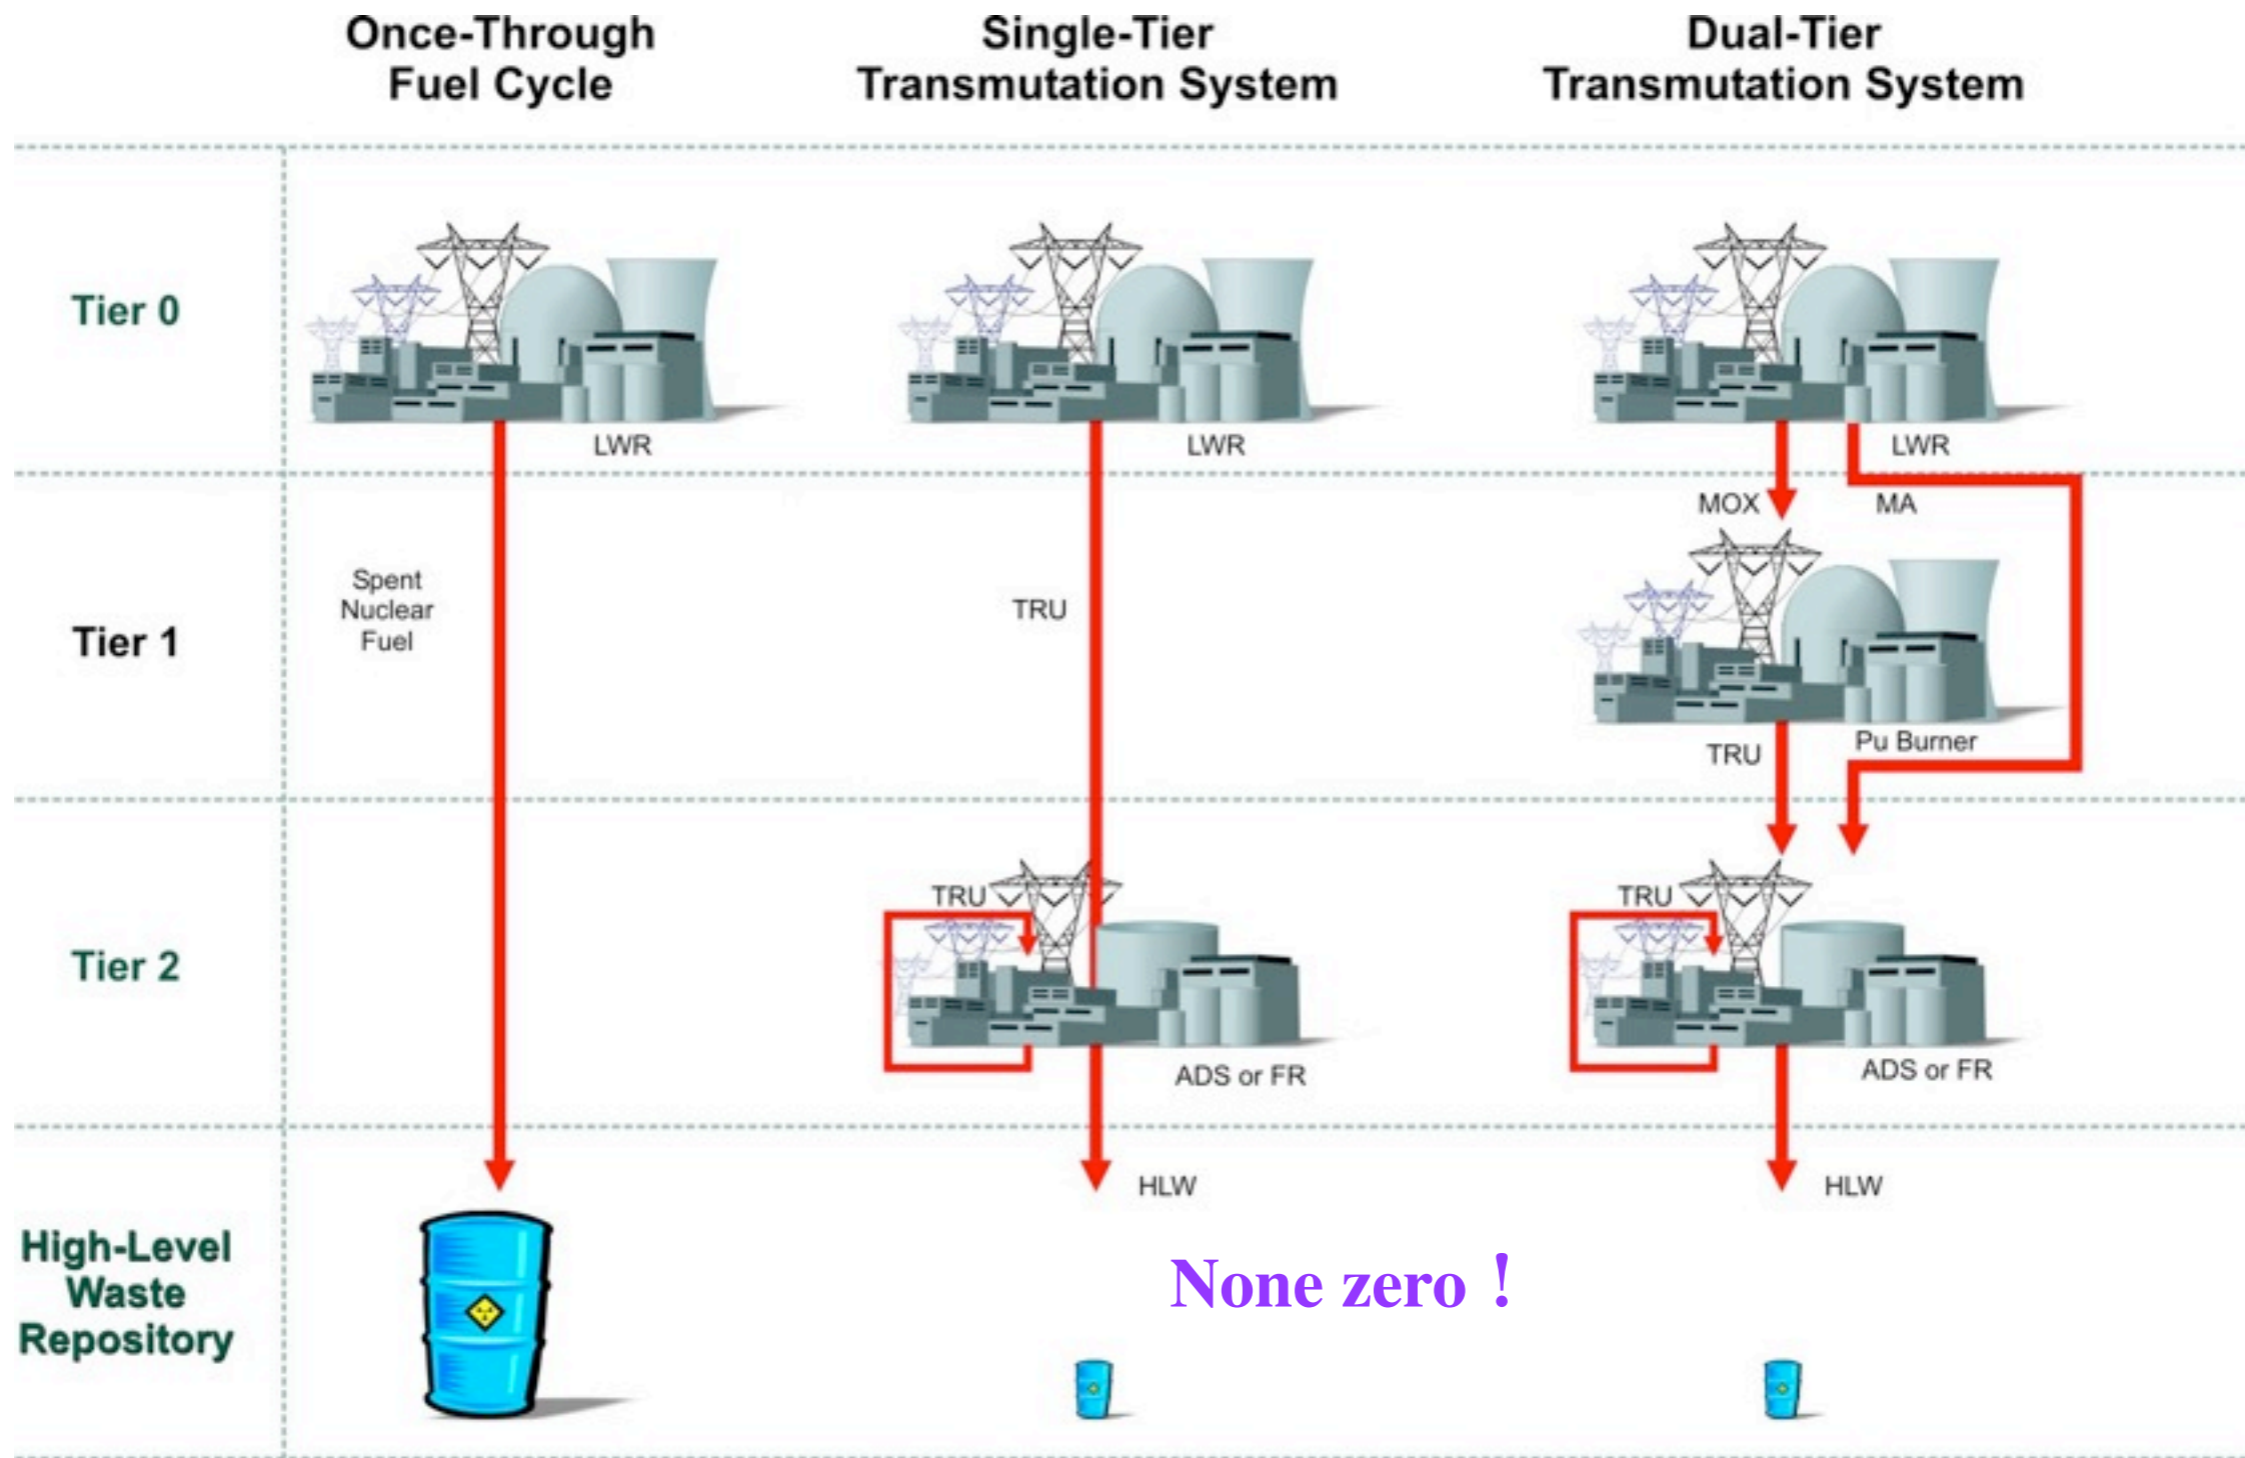 Once-Through
Fuel Cycle
Single-Tier
Transmutation System
Dual-Tier
Transmutation System
Tier 0
LWR
LWR
LWR
Tier 1
Spent
Nuclear
Fuel
TRU
MOX
MA
TRU
Pu Burner
Tier 2
TRU
ADS or FR
TRU
ADS or FR
High-Level
Waste
Repository
HLW
HLW
None zero !